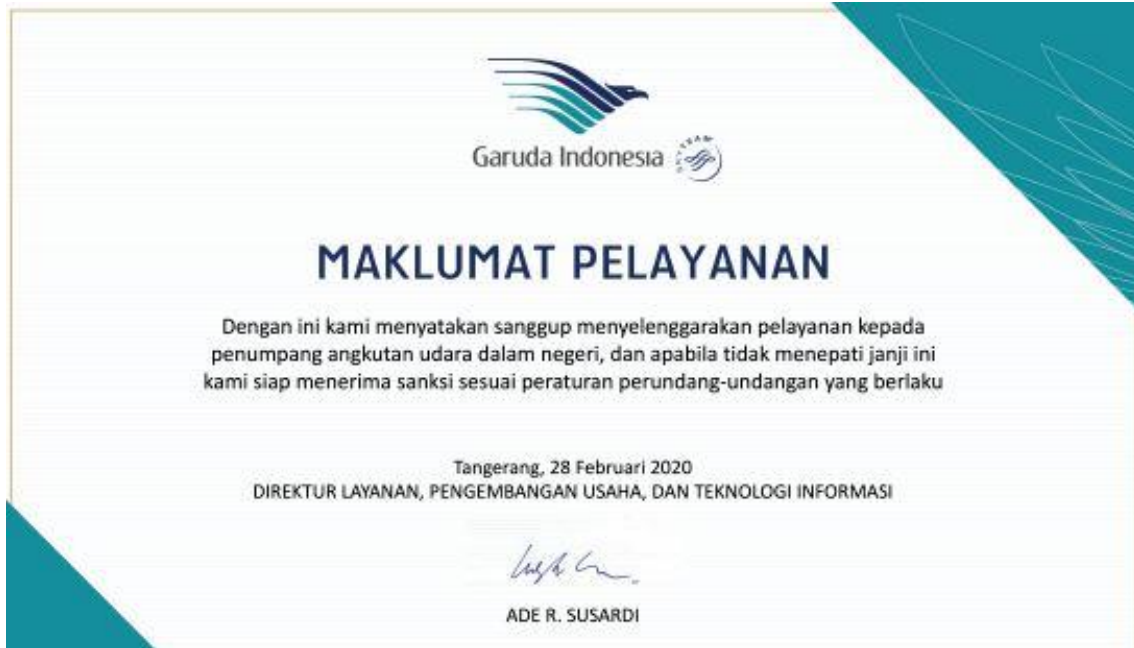 Garuda Indonesia
SKYTEAM
MAKLUMAT PELAYANAN
Dengan ini kami menyatakan sanggup menyelenggarakan pelayanan kepada
penumpang angkutan udara dalam negeri, dan apabila tidak menepati janji ini
kami siap menerima sanksi sesuai peraturan perundang-undangan yang berlaku
Tangerang, 28 Februari 2020
DIREKTUR LAYANAN, PENGEMBANGAN USAHA, DAN TEKNOLOGI INFORMASI
ADE R. SUSARDI